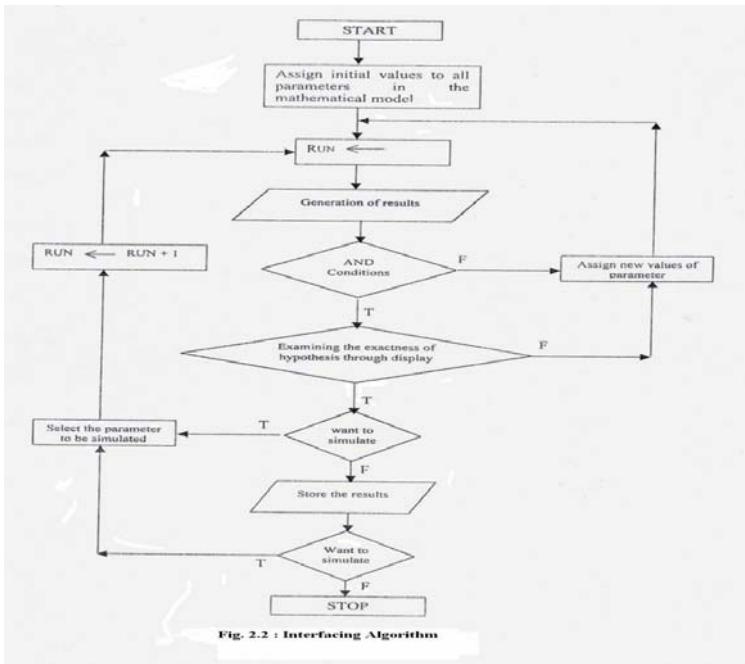 START
Assign initial values to all
parameters in the
mathematical model
RUN ←
Generation of results
RUN ← RUN + 1
AND
Conditions
F
Assign new values of
parameter
T
Examining the exactness of
hypothesis through display
F
T
Select the parameter
to be simulated
T
want to
simulate
F
Store the results
Want to
simulate
T
F
STOP
Fig. 2.2 : Interfacing Algorithm